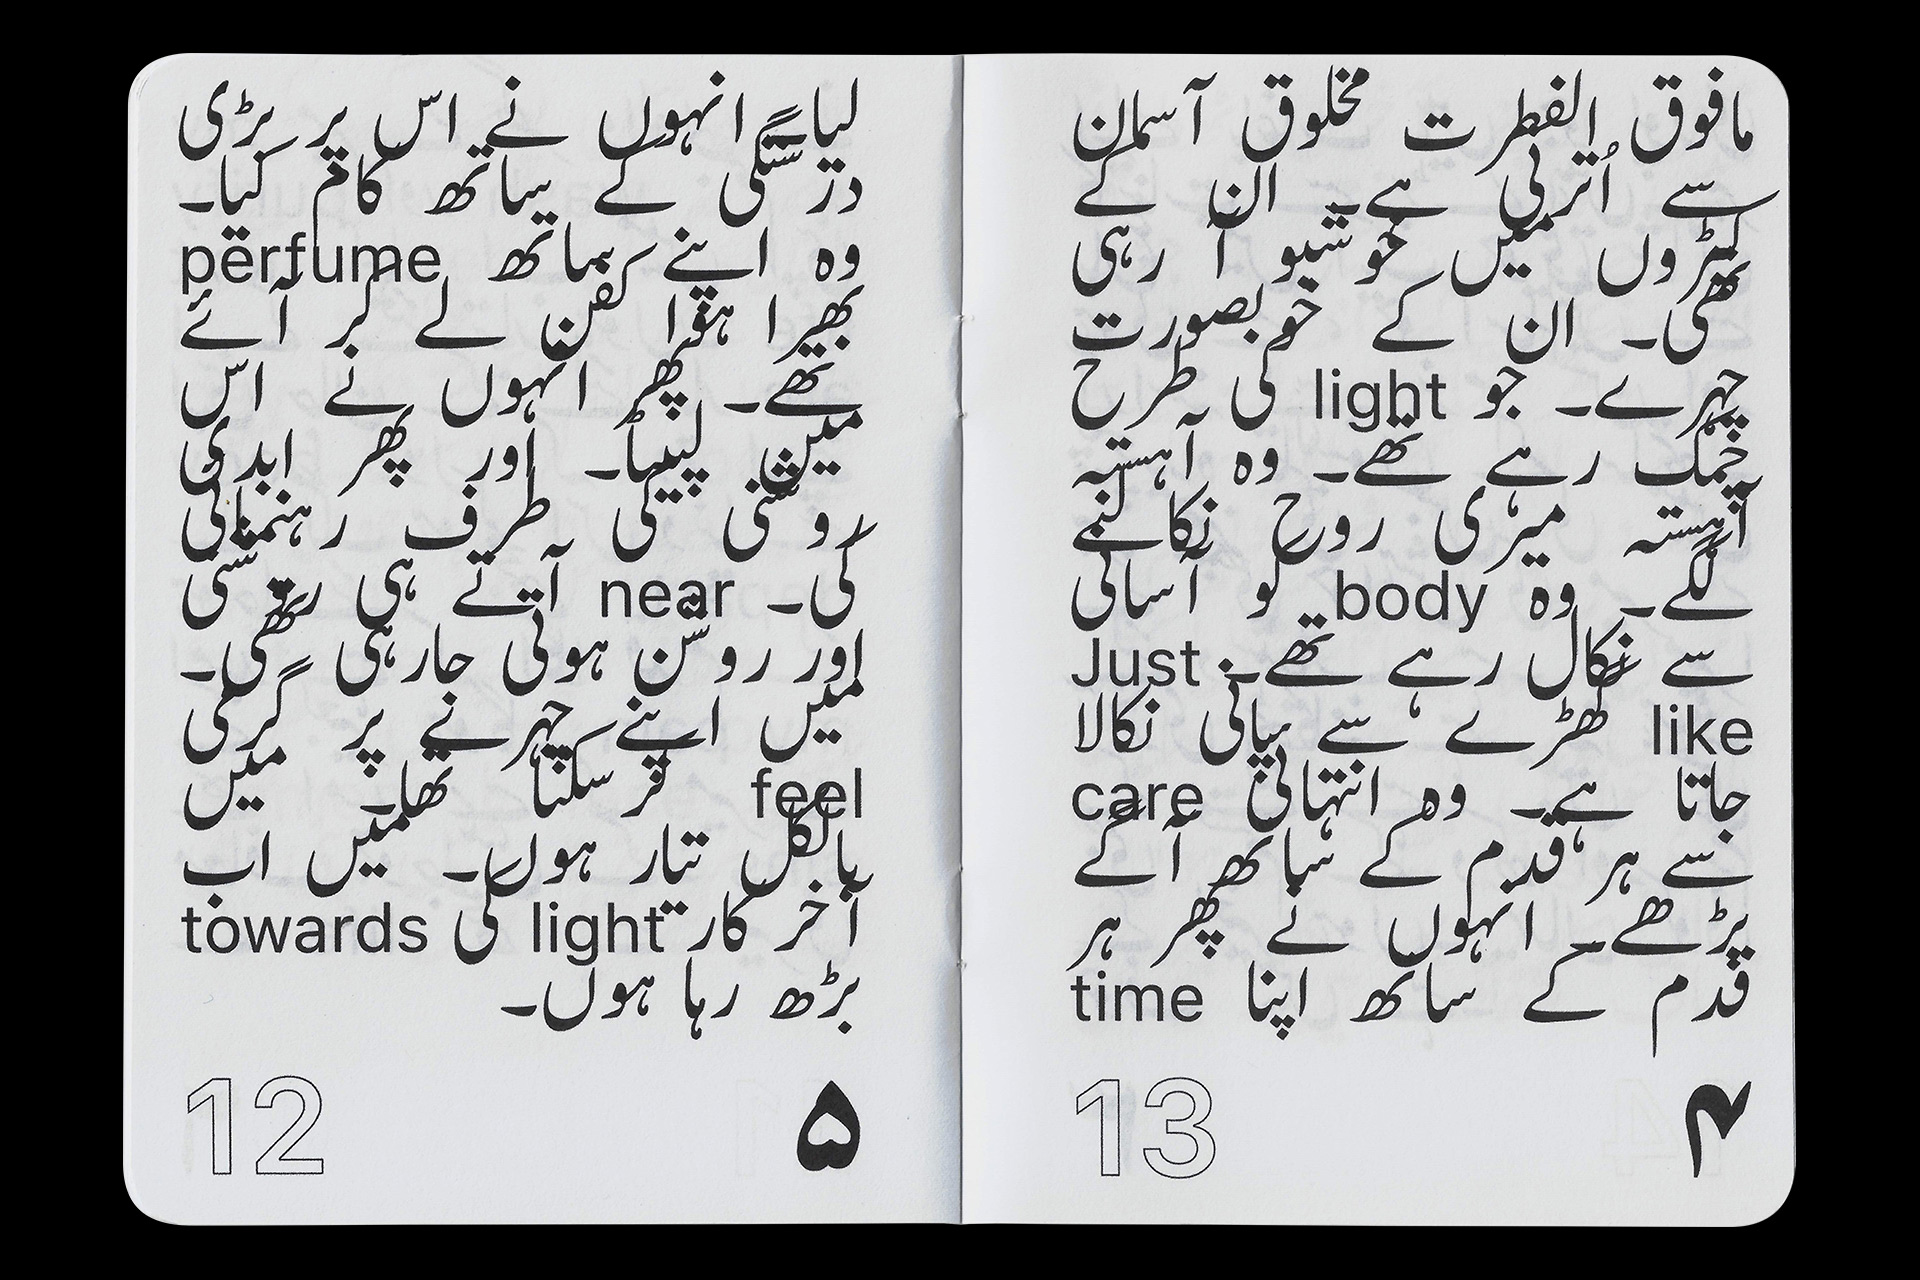 مافوق الفطرت مخلوق آسمان
سے اُترتی ہے۔ ان کے
کپڑوں میں خوشبو آ رہی
تھی۔ ان کے خوبصورت
چہرے۔ جو light کی طرح
چمک رہے تھے۔ وہ آہستہ
آہستہ میری روح نکالنے
لگے۔ وہ body کو آسانی
سے نکال رہے تھے۔ Just
like گھڑے سے پانی نکالا
جاتا ہے۔ وہ انتہائی care
سے ہر قدم کے ساتھ آگے
بڑھے۔ انہوں نے پھر ہر
قدم کے ساتھ اپنا time
13
۴
لیا۔ انہوں نے اس پر بڑی
درستگی کے ساتھ کام کیا۔
وہ اپنے ساتھ perfume
بھرا ہوا کفن لے کر آئے
تھے۔ پھر انہوں نے اس
میں لپیٹا۔ اور پھر ابدی
روشنی کی طرف رہنمائی
کی۔ near آتے ہی روشنی
اور روشن ہوتی جارہی تھی۔
میں اپنے چہرے پر گرمی
feel کر سکتا تھا۔ میں
بالکل تیار ہوں۔ میں اب
آخر کار light کی towards
بڑھ رہا ہوں۔
12
۵